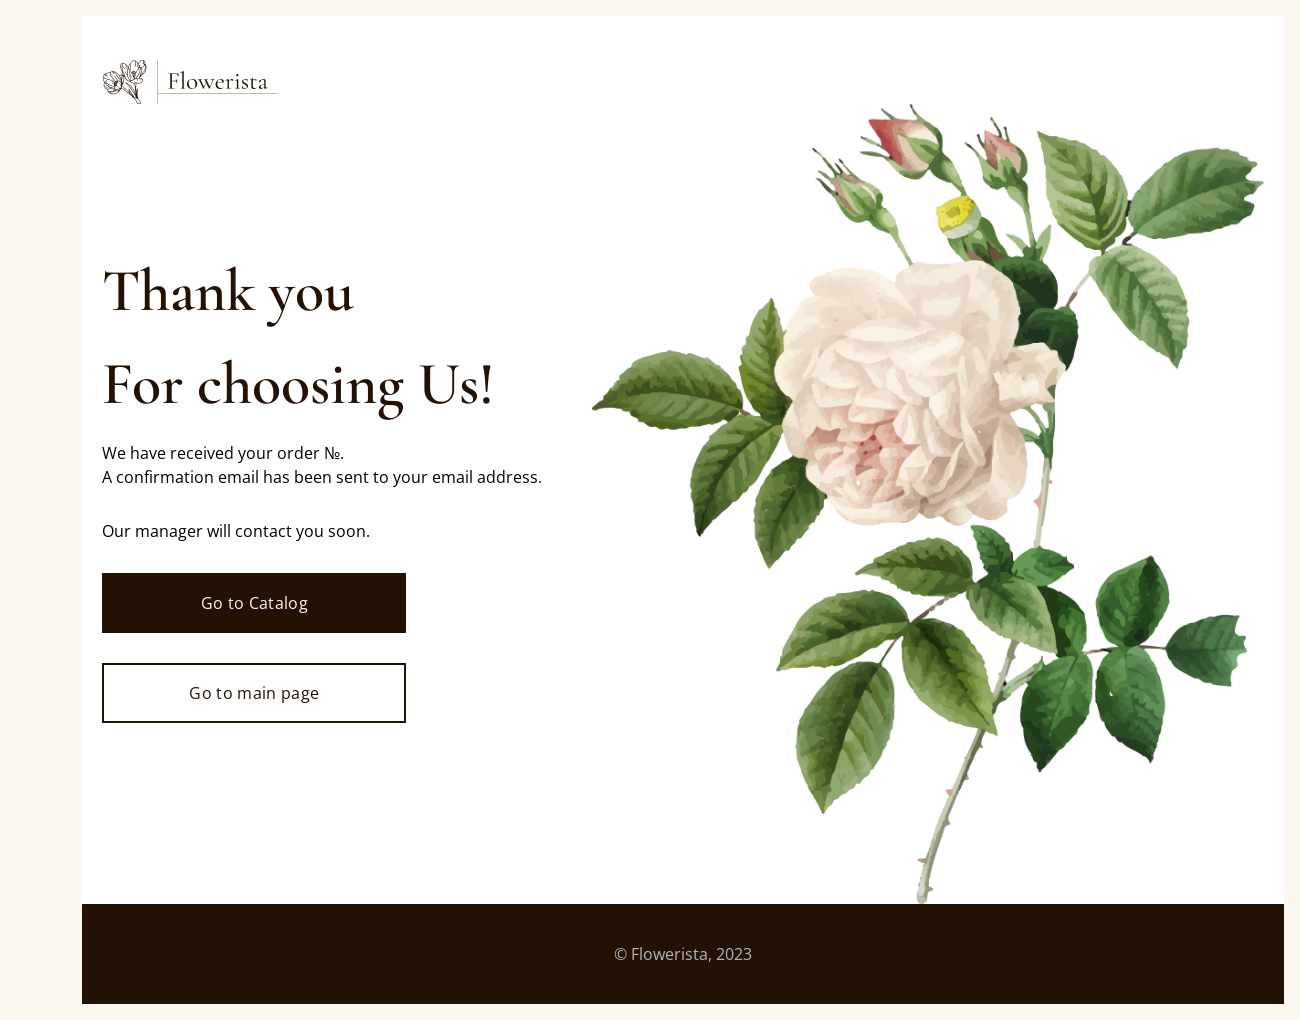 Flowerista
Thank you
For choosing Us!
We have received your order №.
A confirmation email has been sent to your email address.
Our manager will contact you soon.
Go to Catalog
Go to main page
© Flowerista, 2023